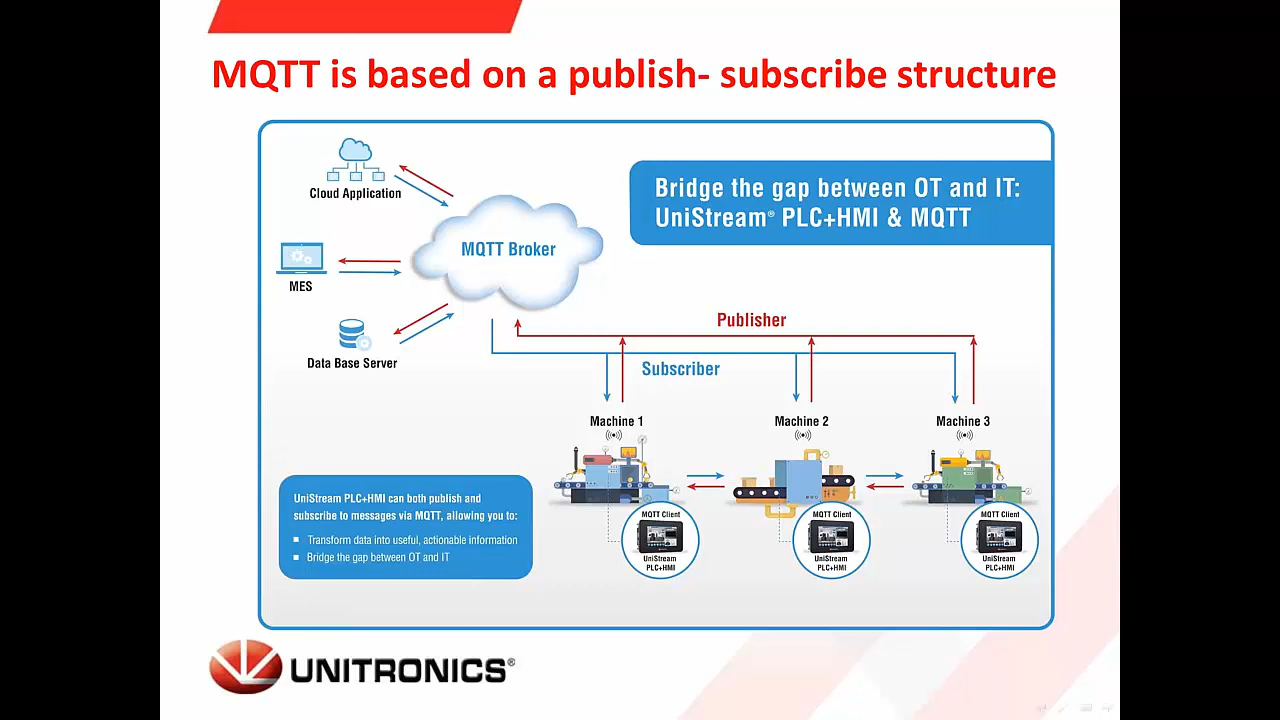 MQTT is based on a publish- subscribe structure
Bridge the gap between OT and IT:
UniStream® PLC+HMI & MQTT
Cloud Application
MQTT Broker
MES
Data Base Server
Publisher
Subscriber
Machine 1
Machine 2
Machine 3
UniStream PLC+HMI can both publish and
subscribe to messages via MQTT, allowing you to:
Transform data into useful, actionable information
Bridge the gap between OT and IT
MQTT Client
UniStream
PLC+HMI
MQTT Client
UniStream
PLC+HMI
MQTT Client
UniStream
PLC+HMI
UNITRONICS®